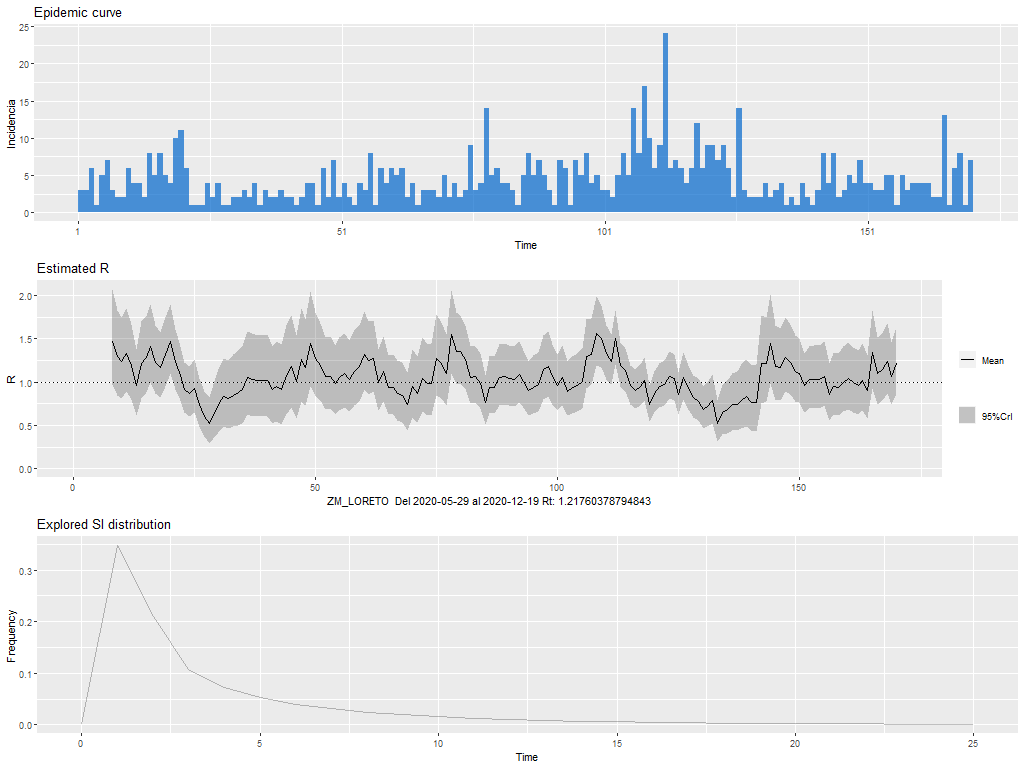 Epidemic curve
25
20
15
10
5
0
Incidencia
1
51
101
151
Time
Estimated R
2.0
1.5
1.0
0.5
0.0
R
0
50
100
150
Mean
95%CrI
ZM_LORETO Del 2020-05-29 al 2020-12-19 Rt: 1.21760378794843
Explored SI distribution
0.3
0.2
0.1
0.0
Frequency
0
5
10
15
20
25
Time